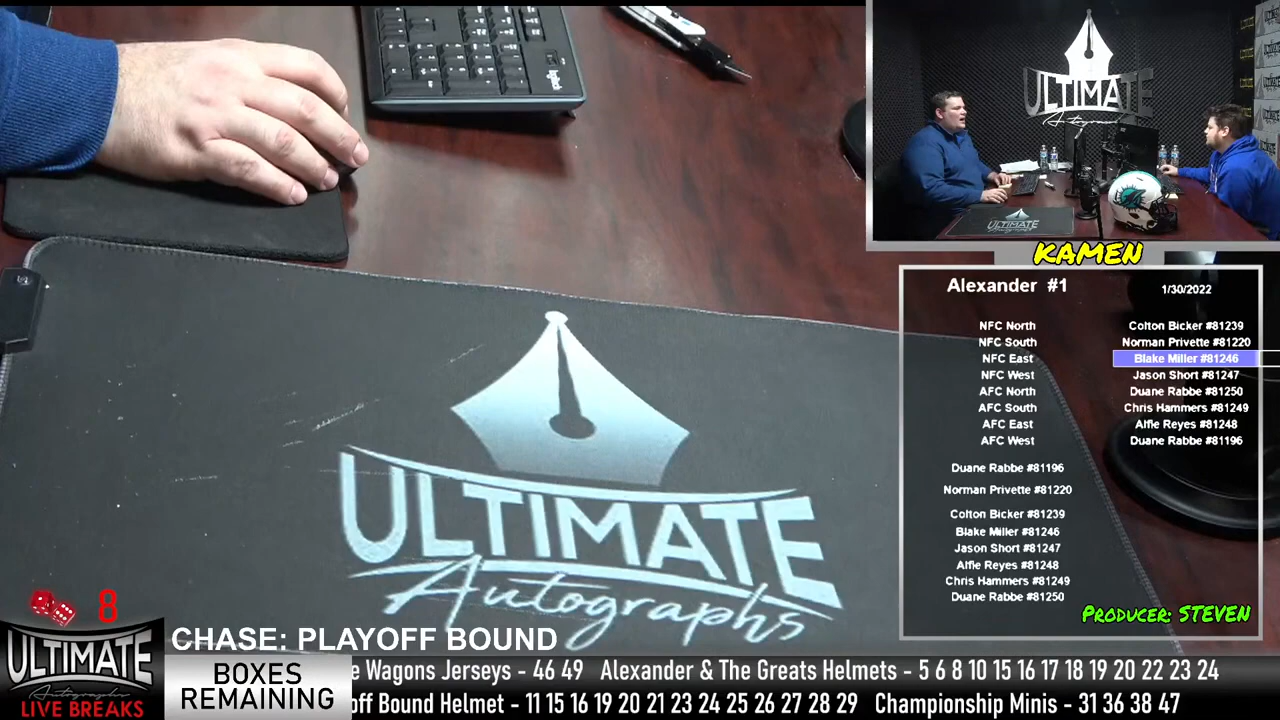 ULTIMATE
Autographs
ULTIMATE
Autographs
KAMEN
Alexander #1 1/30/2022
NFC North Colton Bicker #81239
NFC South Norman Privette #81220
NFC East Blake Miller #81246
NFC West Jason Short #81247
AFC North Duane Rabbe #81250
AFC South Chris Hammers #81249
AFC East Alfie Reyes #81248
AFC West Duane Rabbe #81196
Duane Rabbe #81196
Norman Privette #81220
Colton Bicker #81239
Blake Miller #81246
Jason Short #81247
Alfie Reyes #81248
Chris Hammers #81249
Duane Rabbe #81250
PRODUCER: STEVEN
ULTIMATE
Autographs
8
ULTIMATE
Autographs
LIVE BREAKS
CHASE: PLAYOFF BOUND
BOXES
REMAINING
e Wagons Jerseys - 46 49 Alexander & The Greats Helmets - 5 6 8 10 15 16 17 18 19 20 22 23 24
off Bound Helmet - 11 15 16 19 20 21 23 24 25 26 27 28 29 Championship Minis - 31 36 38 47